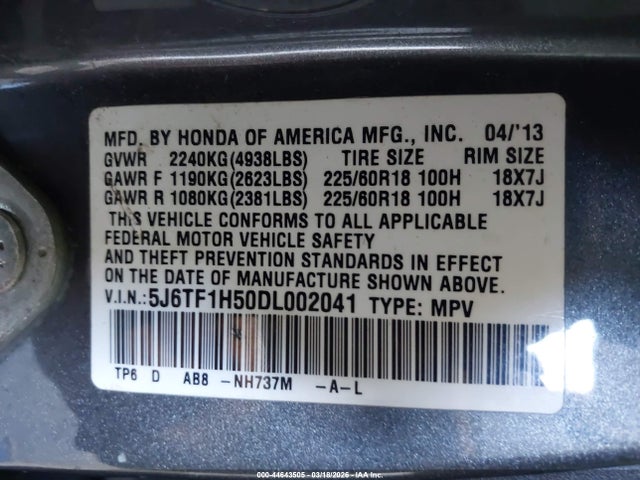 MFD. BY HONDA OF AMERICA MFG., INC. 04/'13
GVWR 2240KG(4938LBS) TIRE SIZE RIM SIZE
GAWR F 1190KG(2623LBS) 225/60R18 100H 18X7J
GAWR R 1080KG(2381LBS) 225/60R18 100H 18X7J
THIS VEHICLE CONFORMS TO ALL APPLICABLE
FEDERAL MOTOR VEHICLE SAFETY
AND THEFT PREVENTION STANDARDS IN EFFECT
ON THE DATE OF MANUFACTURE SHOWN ABOVE.
V.I.N.:5J6TF1H50DL002041 TYPE: MPV
TP6 D AB8 -NH737M -A-L
000-44643505 - 03/18/2026 - IAA Inc.